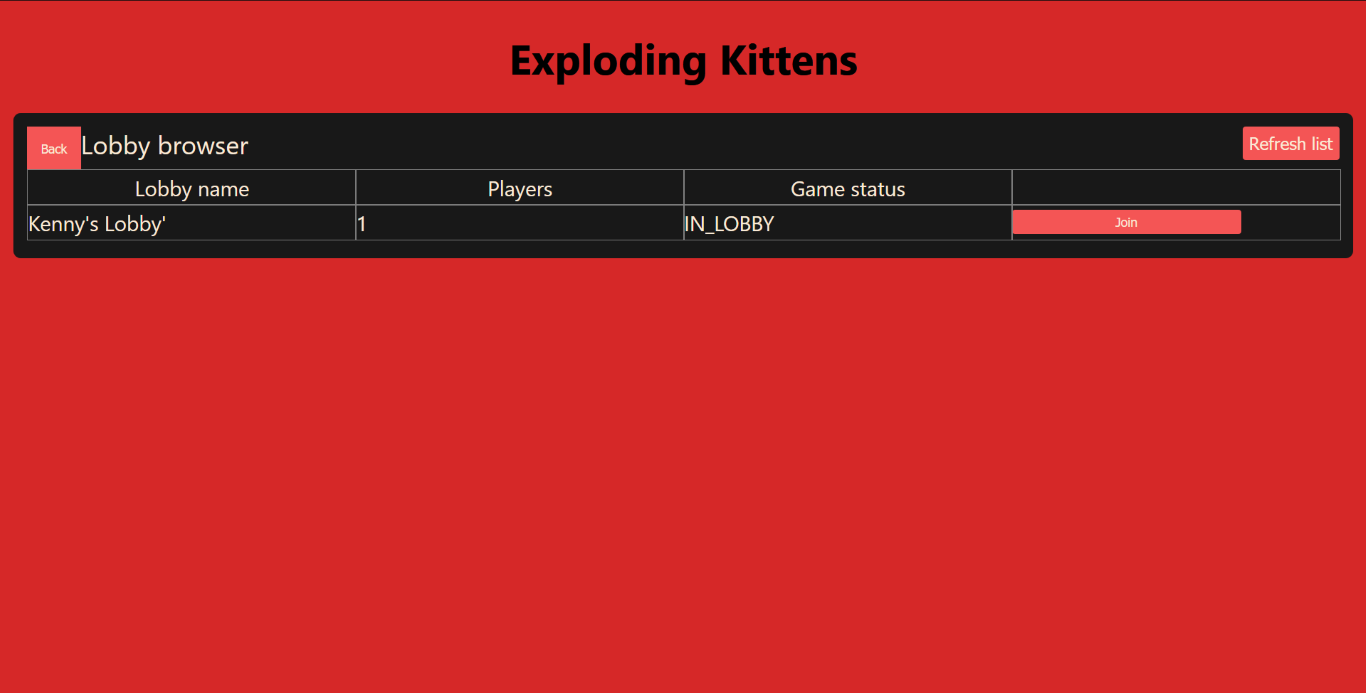 Exploding Kittens
Back Lobby browser Refresh list
Lobby name Players Game status
Kenny's Lobby' 1 IN_LOBBY Join